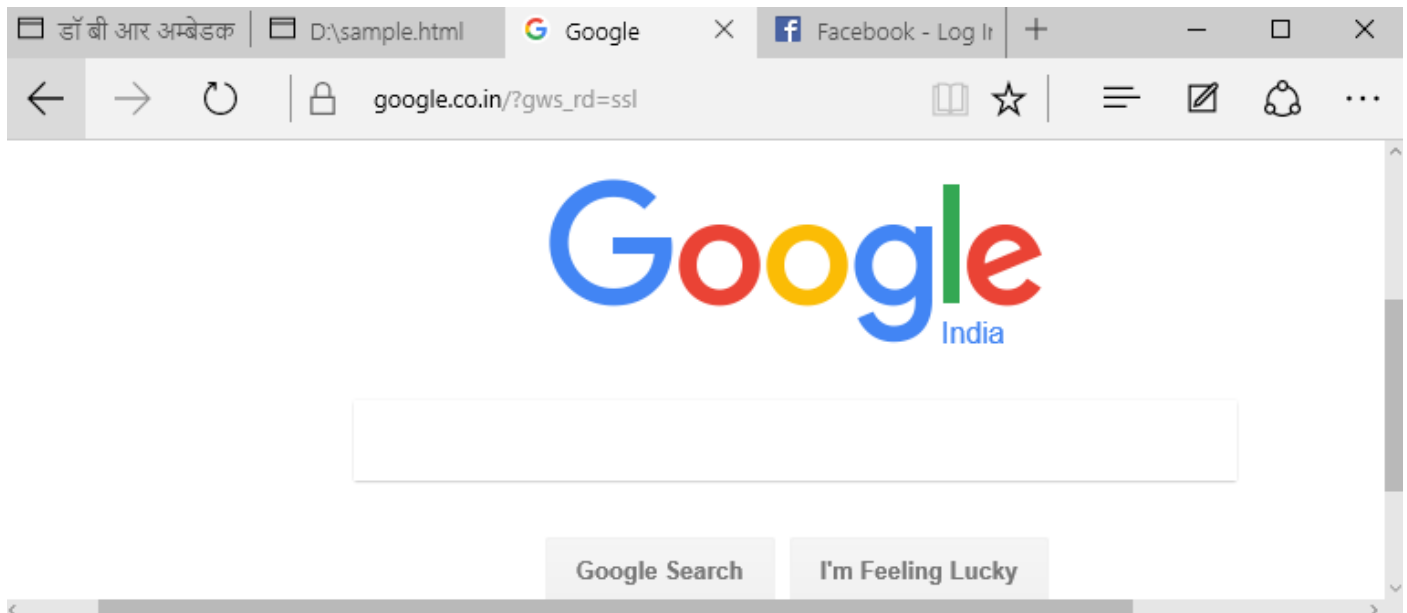 डॉ बी आर अम्बेडक D:\sample.html Google Facebook - Log Ir
google.co.in/?gws_rd=ssl
Google
India
Google Search I'm Feeling Lucky